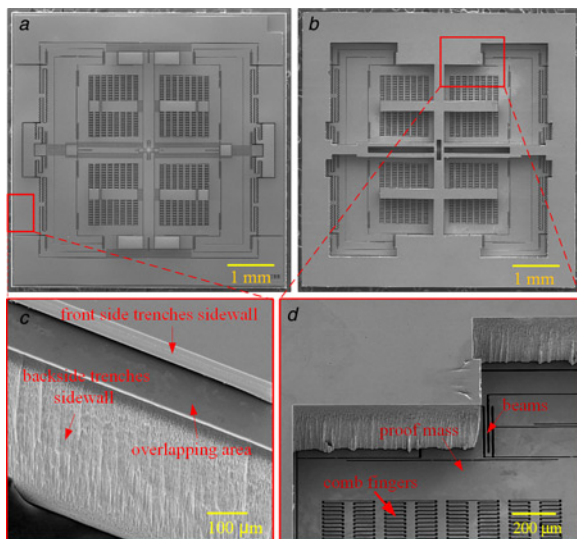 a
b
1 mm
1 mm
c
front side trenches sidewall
backside trenches
sidewall
overlapping area
100 µm
d
beams
proof mass
comb fingers
200 µm